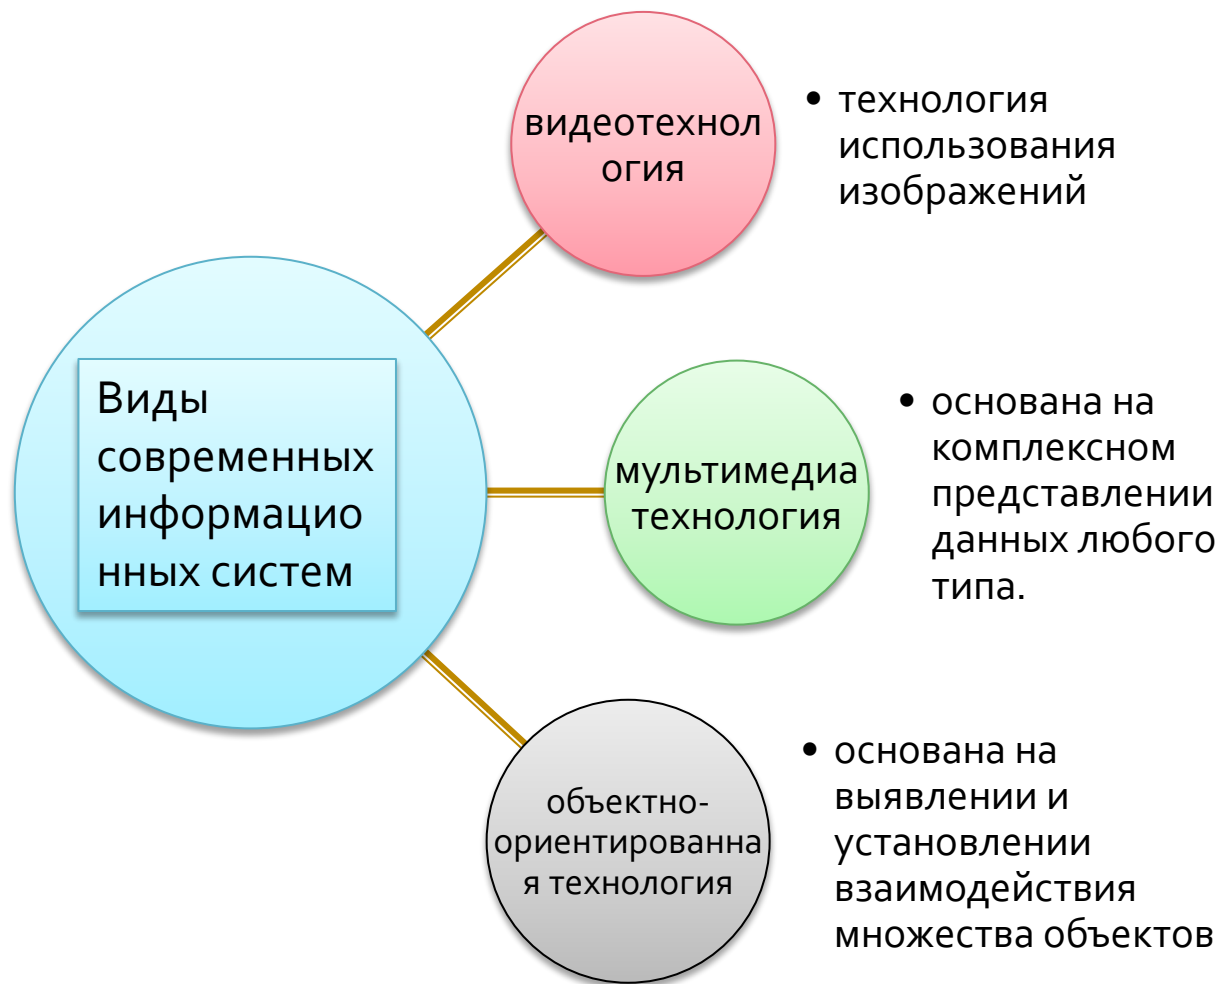 Виды
современных
информацио
нных систем
видеотехнол
огия
• технология
использования
изображений
мультимедиа
технология
• основана на
комплексном
представлении
данных любого
типа.
объектно-
ориентированна
я технология
• основана на
выявлении и
установлении
взаимодействия
множества объектов